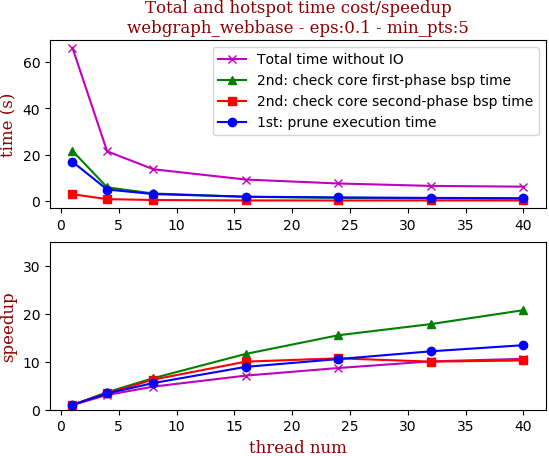 Total and hotspot time cost/speedup
webgraph_webbase - eps:0.1 - min_pts:5
time (s)
60
40
20
0
Total time without IO
2nd: check core first-phase bsp time
2nd: check core second-phase bsp time
1st: prune execution time
0 5 10 15 20 25 30 35 40
speedup
30
20
10
0
0 5 10 15 20 25 30 35 40
thread num